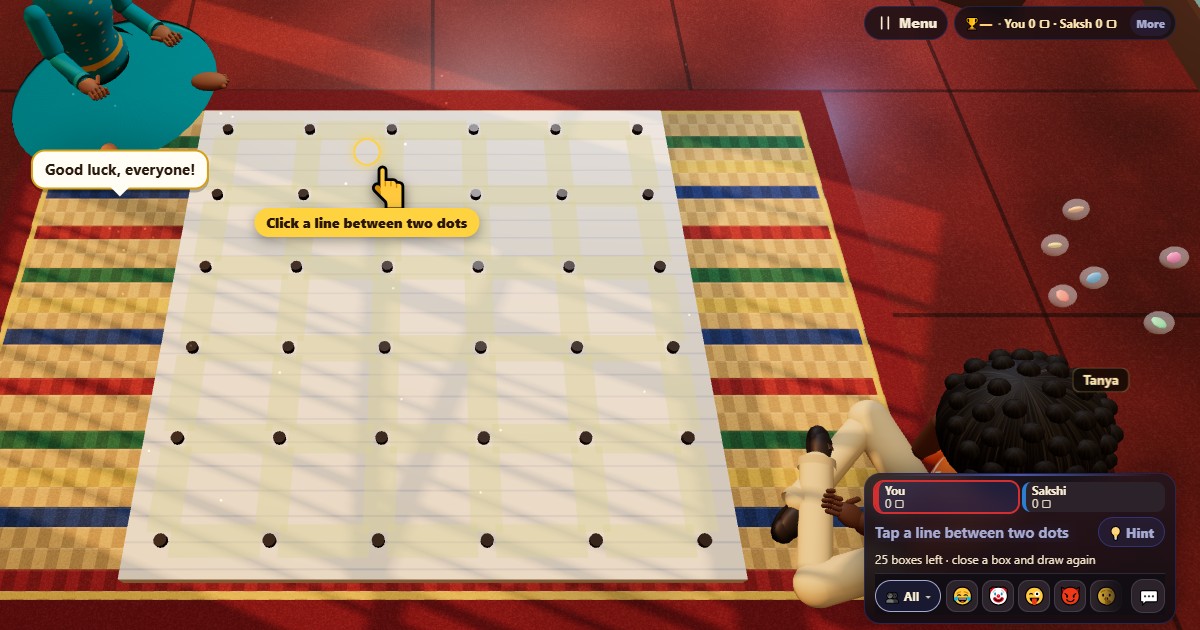 Menu
— · You 0 □ · Saksh 0 □ More
Good luck, everyone!
Click a line between two dots
Tanya
You
0 □
Sakshi
0 □
Tap a line between two dots
Hint
25 boxes left · close a box and draw again
All